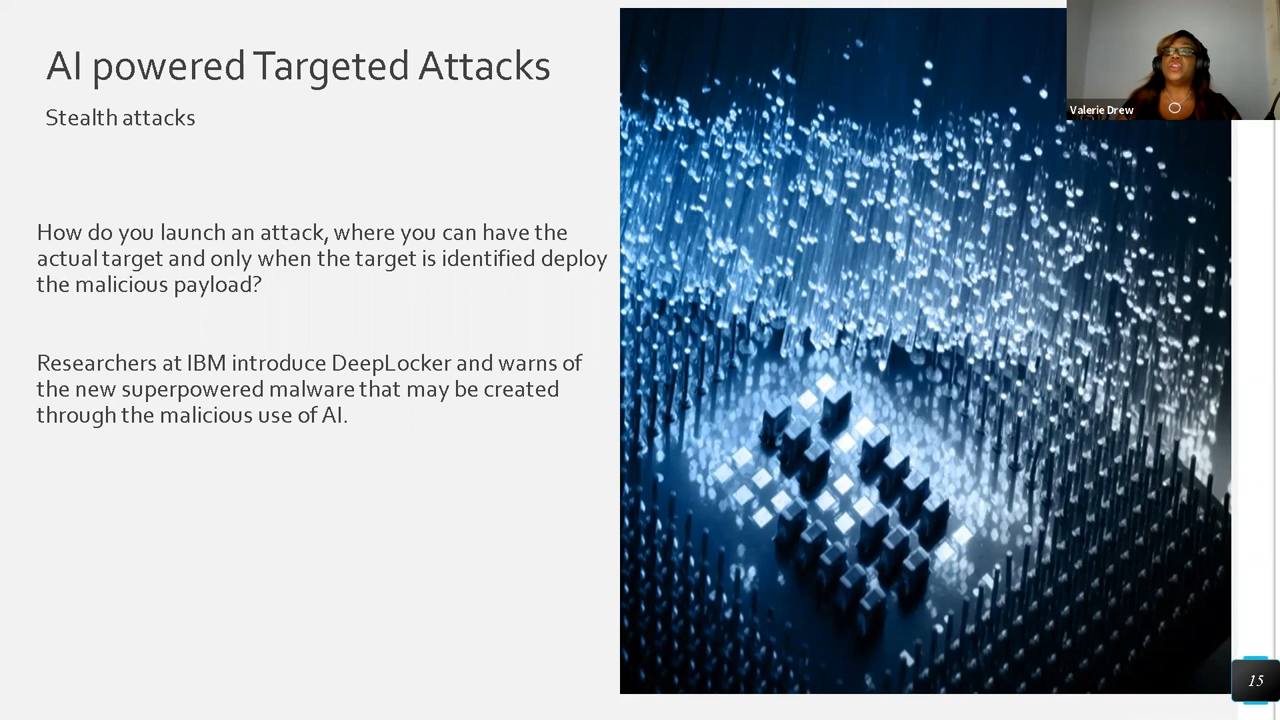 AI powered Targeted Attacks
Stealth attacks
How do you launch an attack, where you can have the
actual target and only when the target is identified deploy
the malicious payload?
Researchers at IBM introduce DeepLocker and warns of
the new superpowered malware that may be created
through the malicious use of AI.
Valerie Drew
15